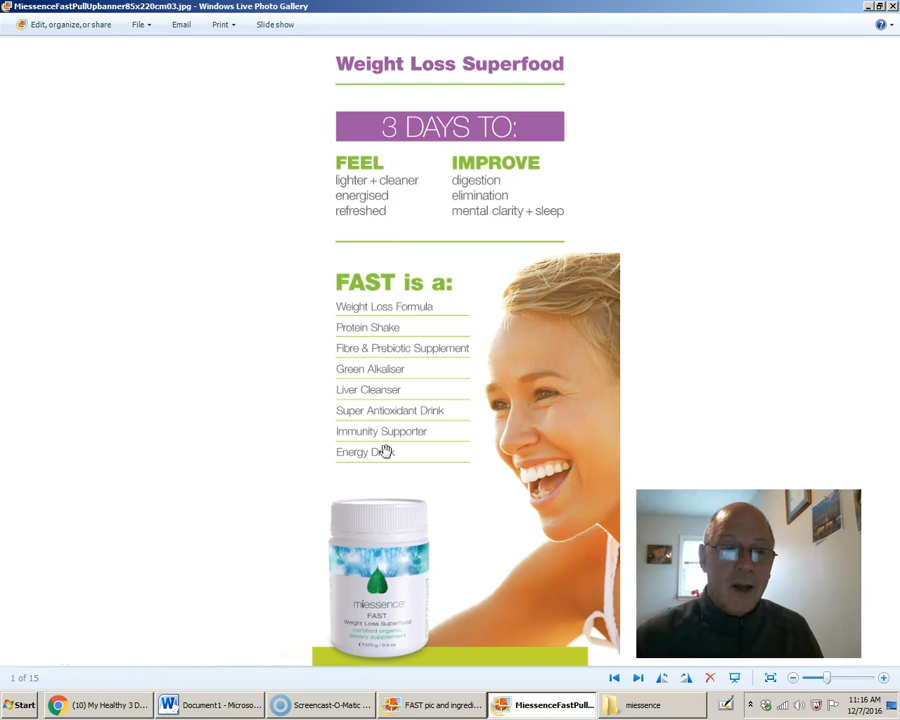 MiessenceFastPullUpbanner85x220cm03.jpg - Windows Live Photo Gallery
Edit, organize,or share File Email Print Slide show
Weight Loss Superfood
3 DAYS TO:
FEEL
lighter + cleaner
energised
refreshed
IMPROVE
digestion
elimination
mental clarity + sleep
FAST is a:
Weight Loss Formula
Protein Shake
Fibre & Prebiotic Supplement
Green Alkaliser
Liver Cleanser
Super Antioxidant Drink
Immunity Supporter
Energy
miessence
FAST
Weight Loss Superfood
certified organic
dietary supplement
1 of 15
Start (10) My Healthy 3 D... Document1 - Microso... Screencast-O-Matic ... FAST pic and ingredi... MiessenceFastPull... miessence
11:16 AM
12/7/2016